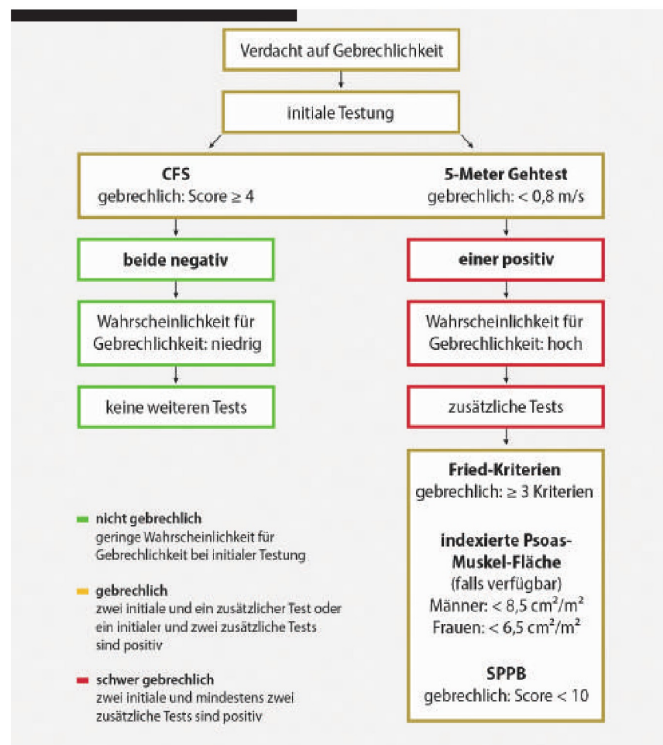 Verdacht auf Gebrechlichkeit
initiale Testung
CFS
gebrechlich: Score ≥ 4
5-Meter Gehtest
gebrechlich: < 0,8 m/s
beide negativ
einer positiv
Wahrscheinlichkeit für
Gebrechlichkeit: niedrig
Wahrscheinlichkeit für
Gebrechlichkeit: hoch
keine weiteren Tests
zusätzliche Tests
Fried-Kriterien
gebrechlich: ≥ 3 Kriterien
indexierte Psoas-
Muskel-Fläche
(falls verfügbar)
Männer: < 8,5 cm²/m²
Frauen: < 6,5 cm²/m²
SPPB
gebrechlich: Score < 10
nicht gebrechlich
geringe Wahrscheinlichkeit für
Gebrechlichkeit bei initialer Testung
gebrechlich
zwei initiale und ein zusätzlicher Test oder
ein initialer und zwei zusätzliche Tests
sind positiv
schwer gebrechlich
zwei initiale und mindestens zwei
zusätzliche Tests sind positiv